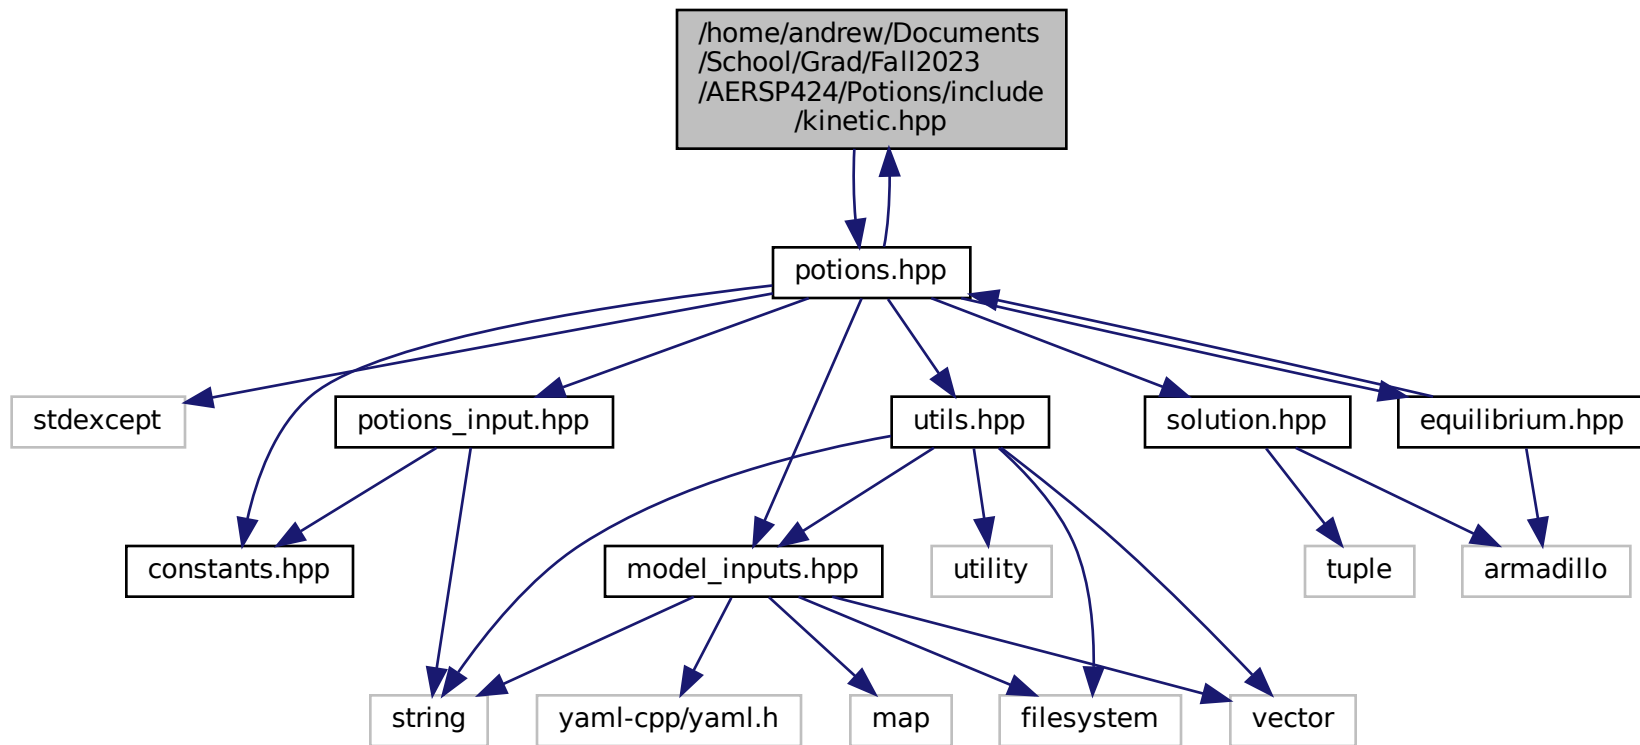 /home/andrew/Documents
/School/Grad/Fall2023
/AERSP424/Potions/include
/kinetic.hpp
potions.hpp
stdexcept
potions_input.hpp
utils.hpp
solution.hpp
equilibrium.hpp
constants.hpp
model_inputs.hpp
utility
tuple
armadillo
string
yaml-cpp/yaml.h
map
filesystem
vector